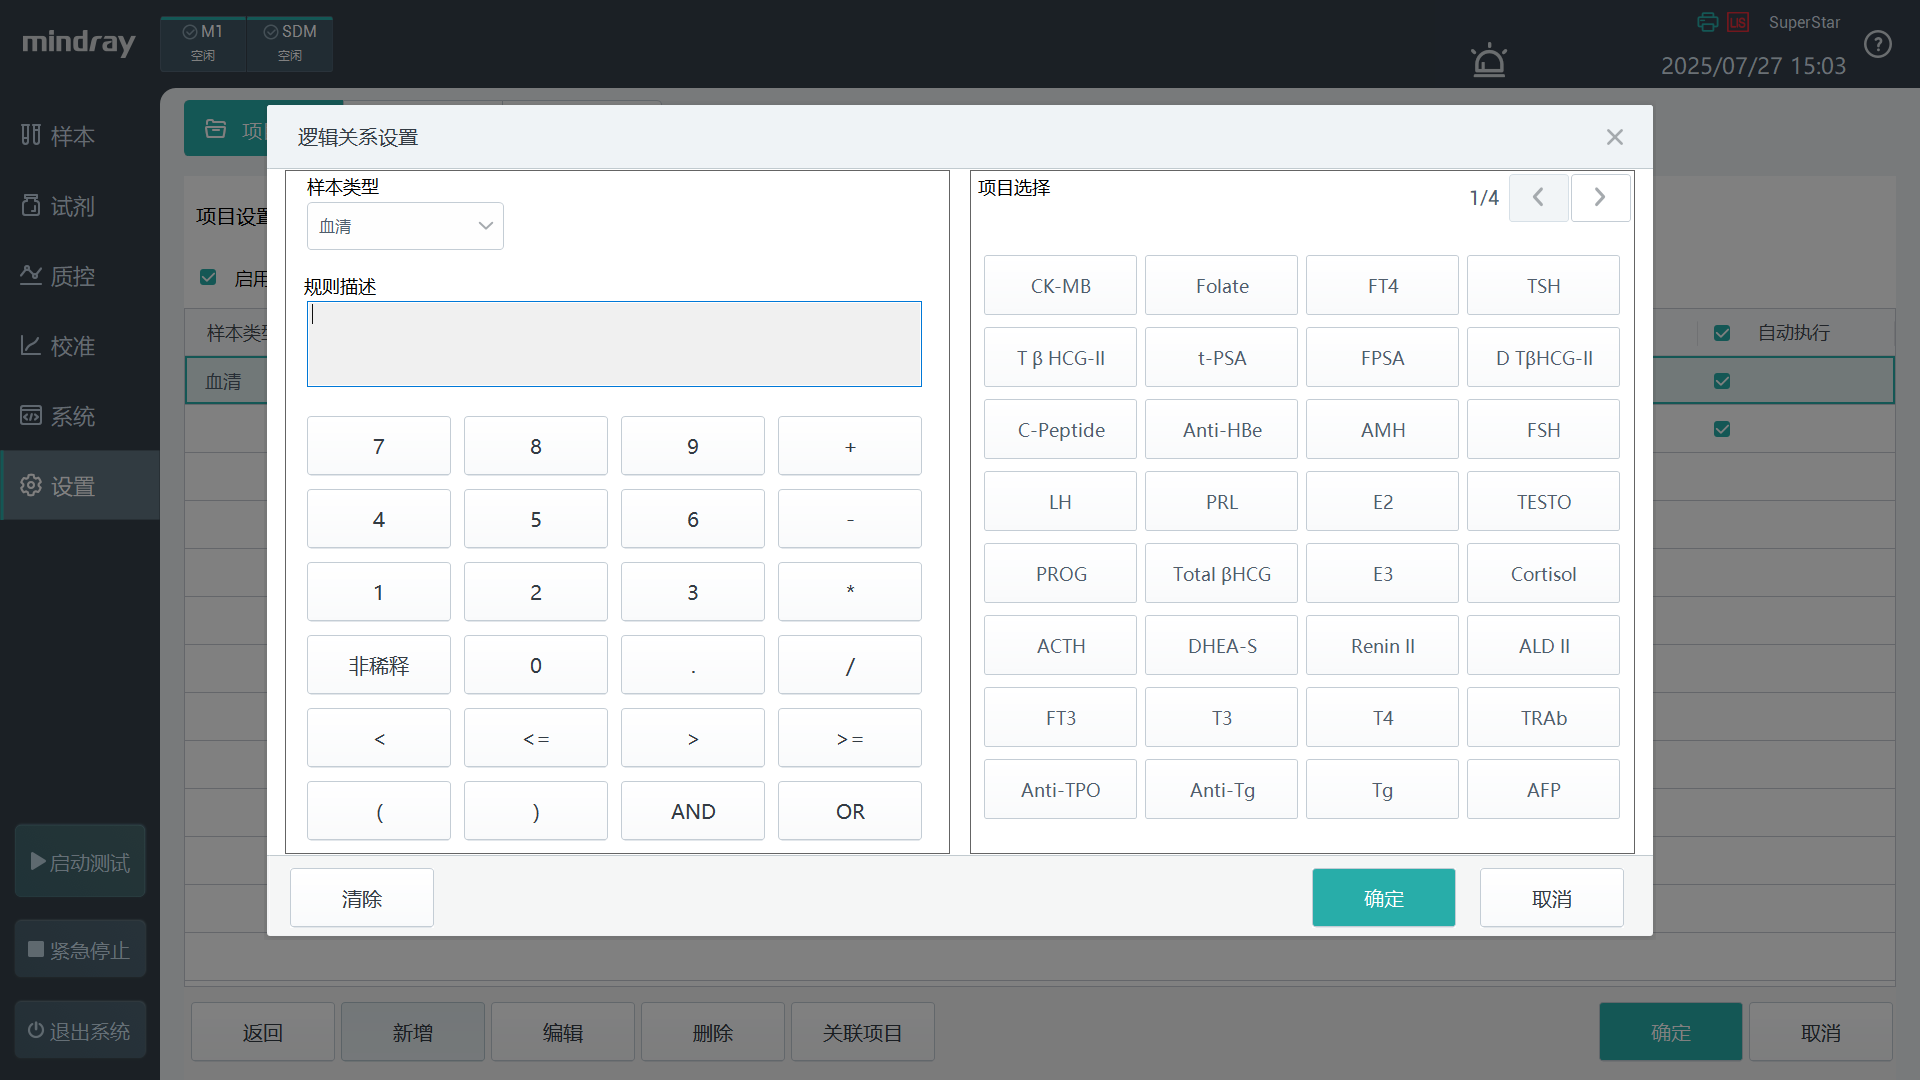 mindray
M1
空闲
SDM
空闲
LIS
SuperStar
2025/07/27 15:03
样本
试剂
质控
校准
系统
设置
启动测试
紧急停止
退出系统
项目设置
启用
样本类型
血清
自动执行
逻辑关系设置
样本类型
血清
规则描述
7 8 9 +
4 5 6 -
1 2 3 *
非稀释 0 . /
< <= > >=
( ) AND OR
项目选择
1/4
CK-MB Folate FT4 TSH
T β HCG-II t-PSA FPSA D TβHCG-II
C-Peptide Anti-HBe AMH FSH
LH PRL E2 TESTO
PROG Total βHCG E3 Cortisol
ACTH DHEA-S Renin II ALD II
FT3 T3 T4 TRAb
Anti-TPO Anti-Tg Tg AFP
清除 确定 取消
返回 新增 编辑 删除 关联项目 确定 取消